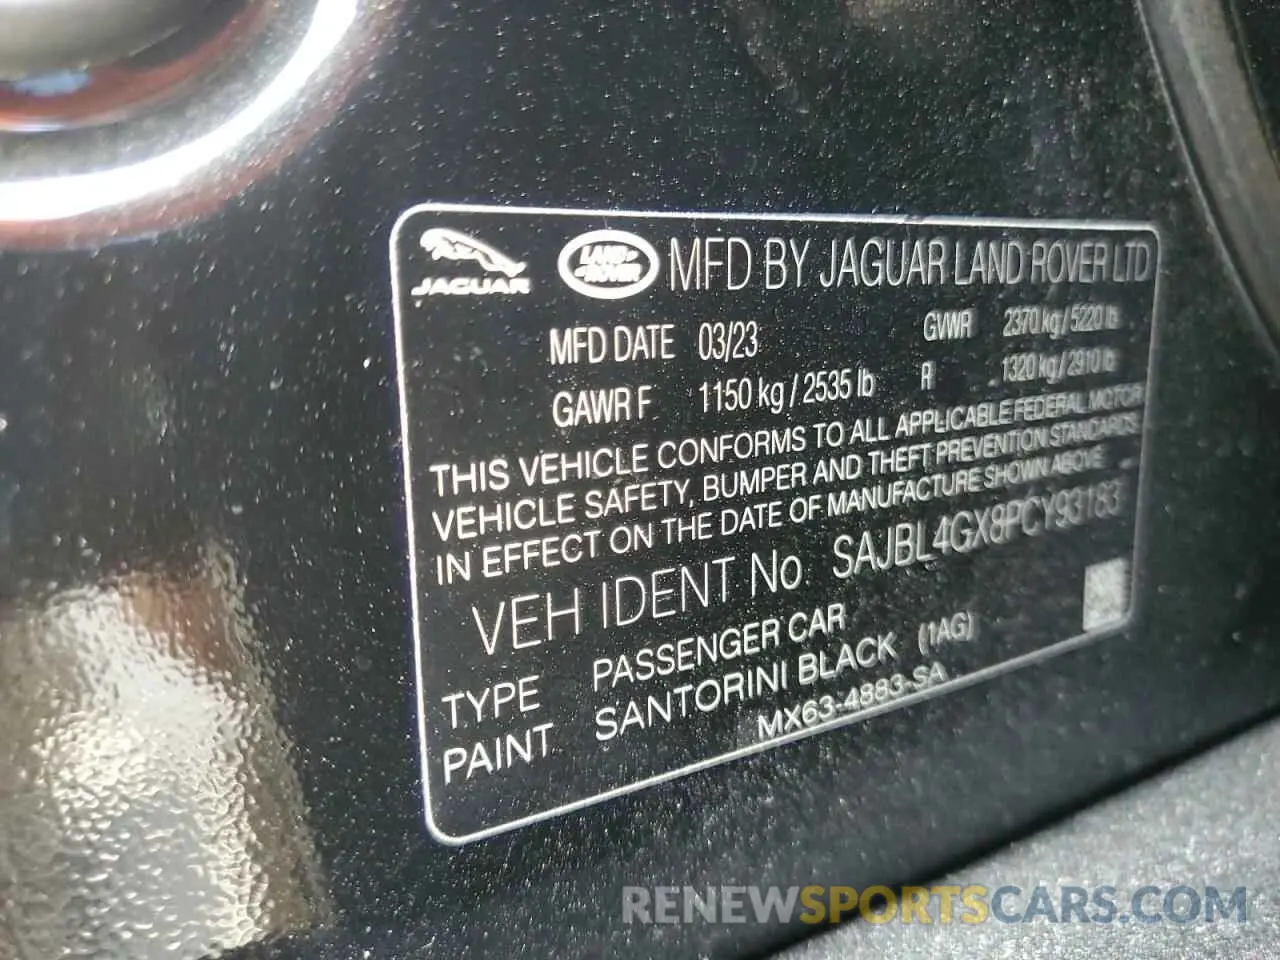 JAGUAR LAND ROVER MFD BY JAGUAR LAND ROVER LTD
MFD DATE 03/23 GVWR 2370 kg / 5220 lb
GAWR F 1150 kg / 2535 lb R 1320 kg / 2910 lb
THIS VEHICLE CONFORMS TO ALL APPLICABLE FEDERAL MOTOR
VEHICLE SAFETY, BUMPER AND THEFT PREVENTION STANDARDS
IN EFFECT ON THE DATE OF MANUFACTURE SHOWN ABOVE
VEH IDENT No SAJBL4GX8PCY93183
TYPE PASSENGER CAR
PAINT SANTORINI BLACK (1AG)
MX63-4883-SA
RENEWSPORTSCARS.COM